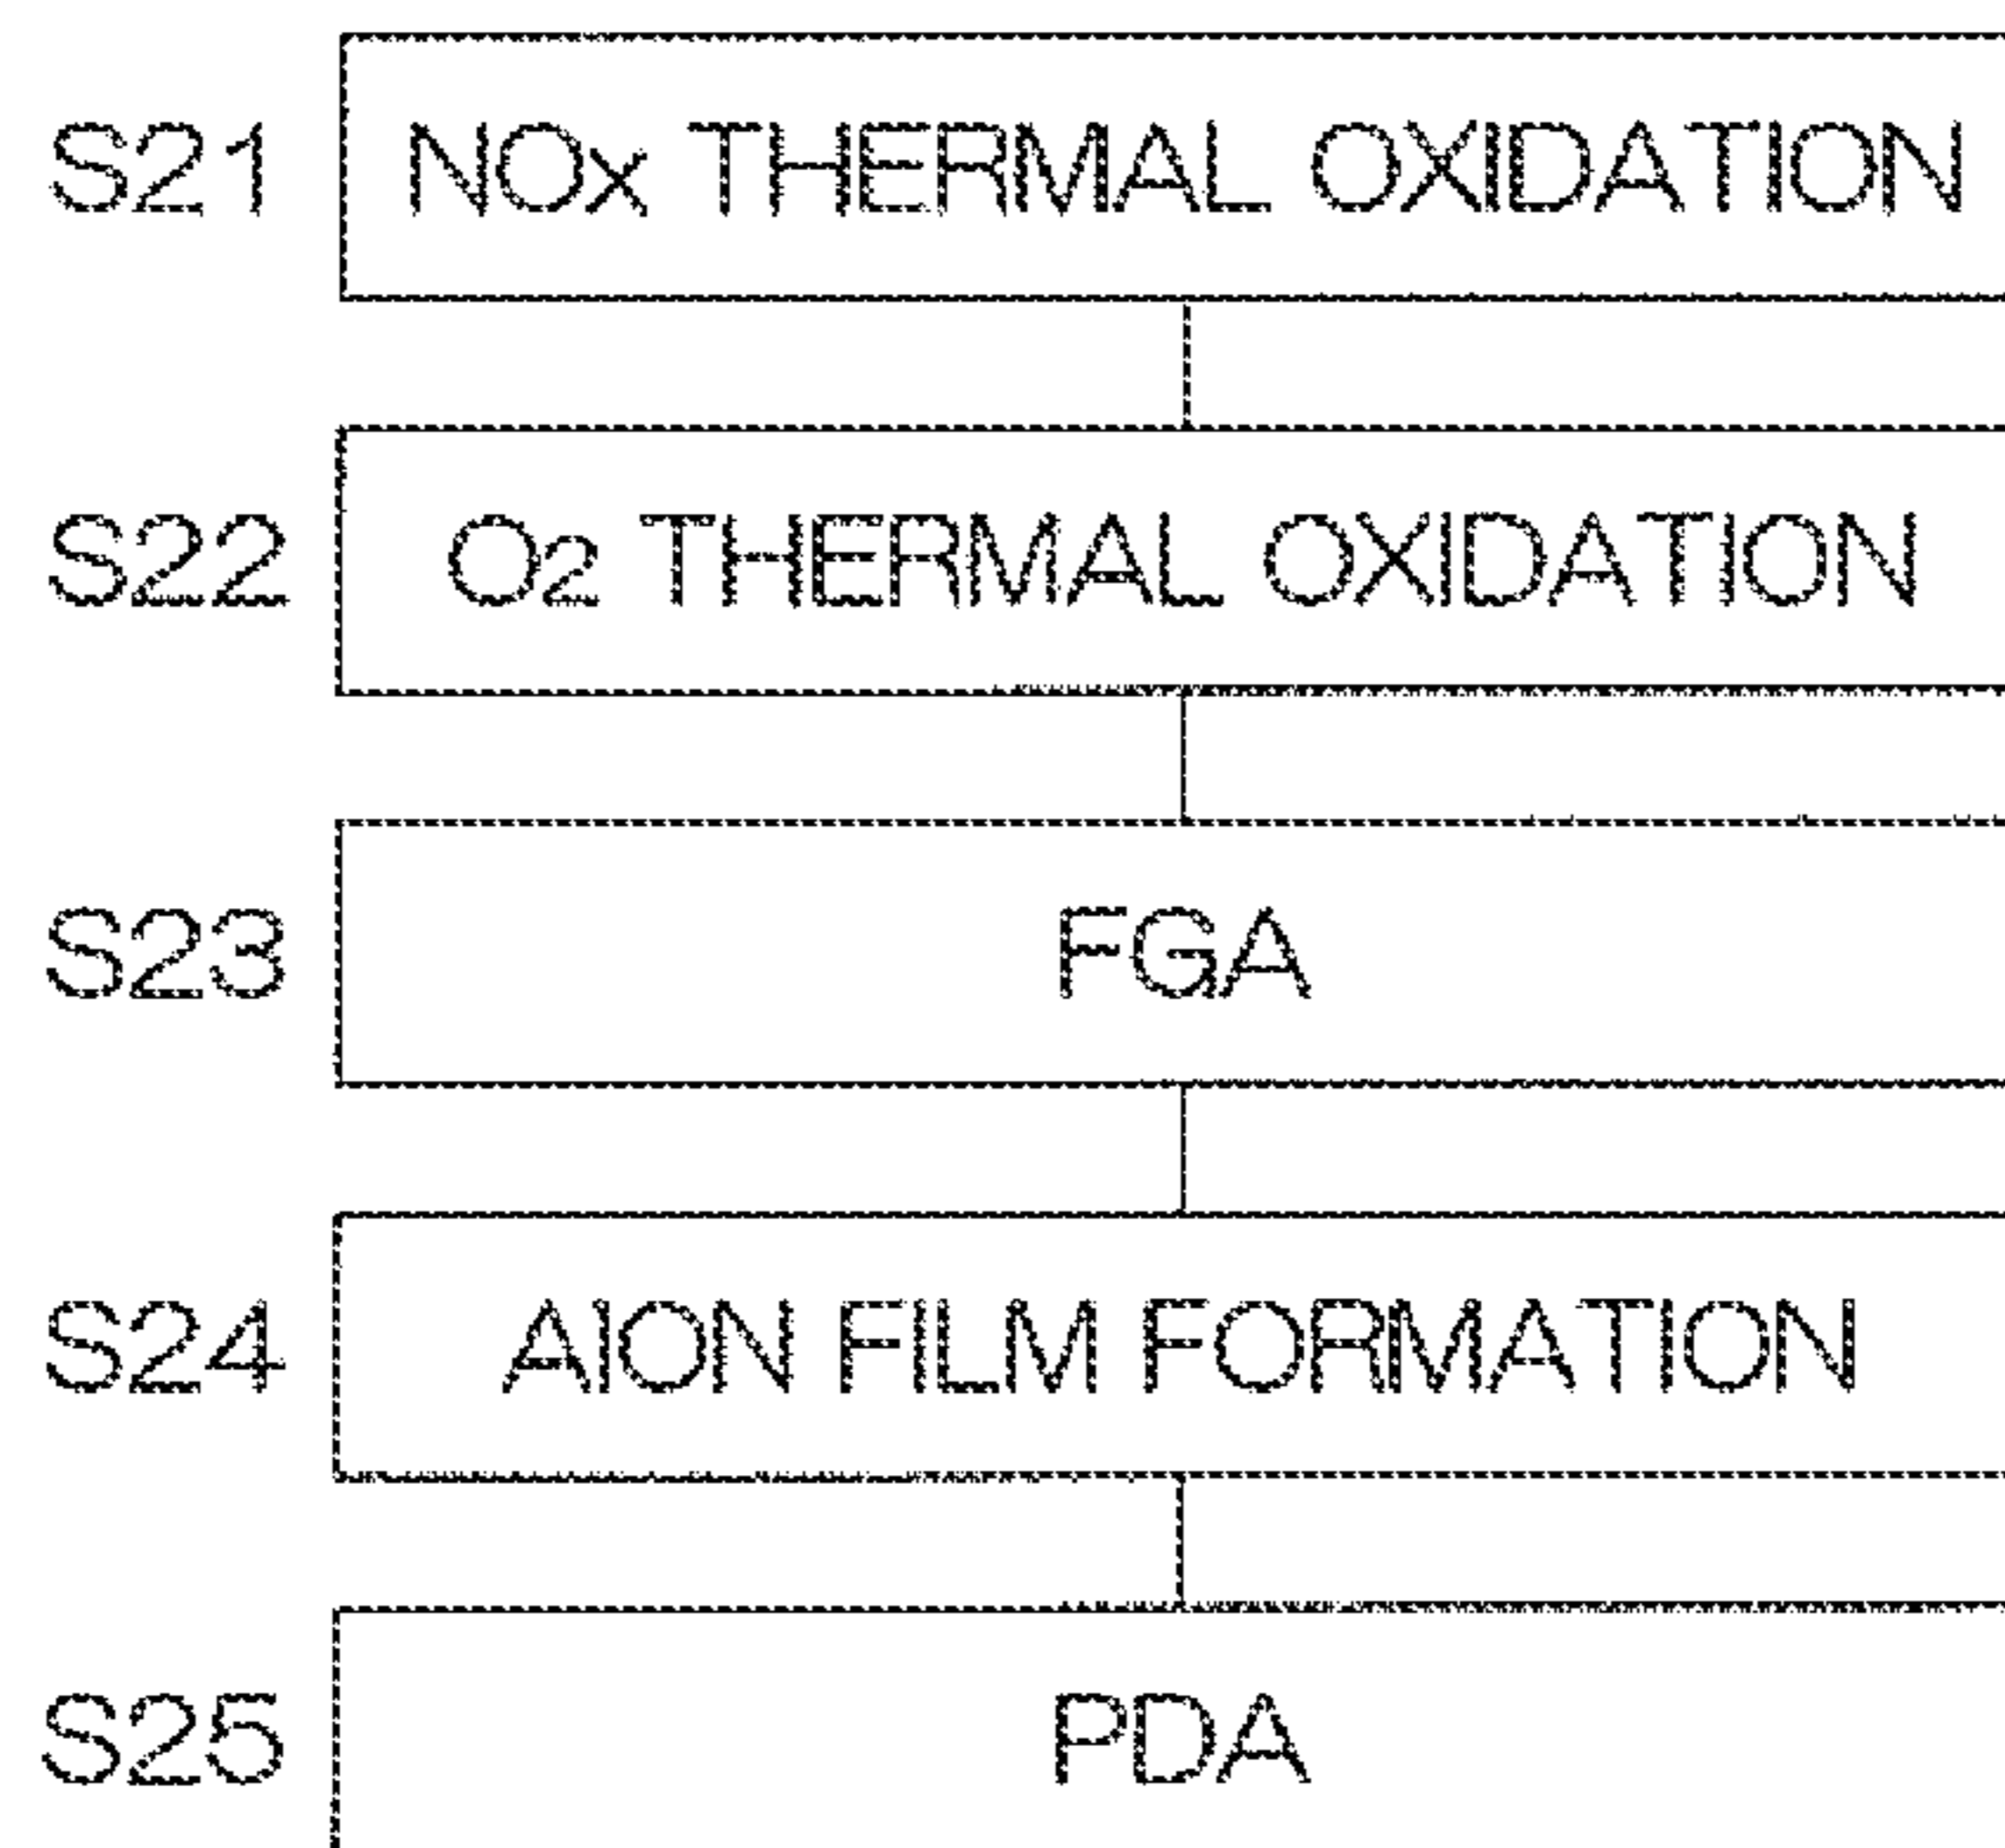 S21 NOx THERMAL OXIDATION
S22 O2 THERMAL OXIDATION
S23 FGA
S24 AlON FILM FORMATION
S25 PDA